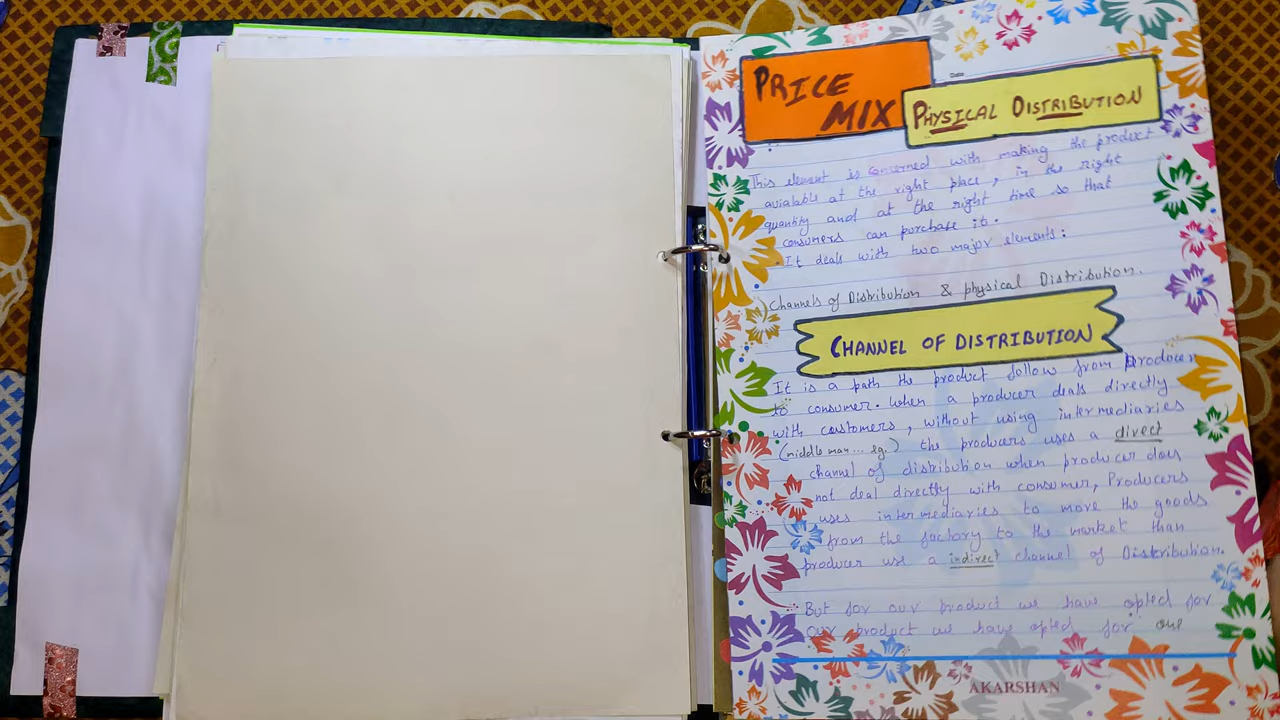 PRICE
MIX
PHYSICAL DISTRIBUTION
Date
This element is concerned with making the product
avialable at the right place, in the right
quantity and at the right time so that
consumers can purchase it.
It deals with two major elements:
Channels of Distribution & physical Distribution.
CHANNEL OF DISTRIBUTION
It is a path the product follow from producer
to consumer. When a producer deals directly
with customers, without using intermediaries
(middle man... eg.) the producers uses a direct
channel of distribution when producer does
not deal directly with consumer, Producers
uses intermediaries to move the goods
from the factory to the market than
producer use a indirect channel of Distribution.
But for our product we have opted for
our product we have opted for one
AKARSHAN